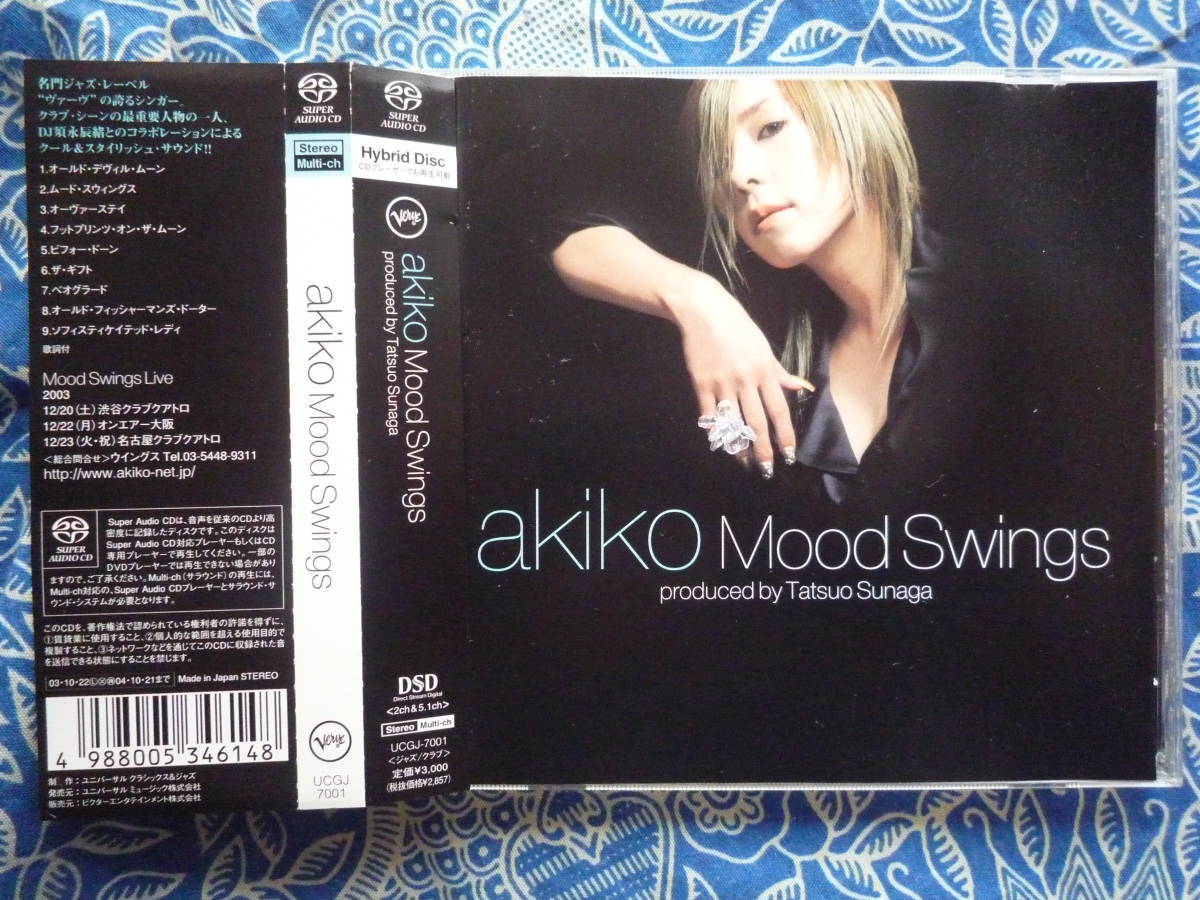 名門ジャズ・レーベル
“ヴァーヴ”の誇るシンガー、
クラブ・シーンの最重要人物の一人、
DJ須永辰緒とのコラボレーションによる
クール&スタイリッシュ・サウンド!!
1.オールド・デヴィル・ムーン
2.ムード・スウィングス
3.オーヴァーステイ
4.フットプリンツ・オン・ザ・ムーン
5.ビフォー・ドーン
6.ザ・ギフト
7.ベオグラード
8.オールド・フィッシャーマンズ・ドーター
9.ソフィスティケイテッド・レディ
歌詞付
Mood Swings Live
2003
12/20(土)渋谷クラブクアトロ
12/22(月)オンエアー大阪
12/23(火・祝)名古屋クラブクアトロ
<総合問合せ>ウイングス Tel.03-5448-9311
http://www.akiko-net.jp/
SUPER
AUDIO CD
Super Audio CDは、音声を従来のCDより高
密度に記録したディスクです。このディスクは
Super Audio CD対応プレーヤーもしくはCD
専用プレーヤーで再生してください。一部の
DVDプレーヤーでは再生できない場合があり
ますので、ご了承ください。Multi-ch(サラウンド)の再生には、
Multi-ch対応の、Super Audio CDプレーヤーとサラウンド・サ
ウンド・システムが必要となります。
このCDを、著作権法で認められている権利者の許諾を得ずに、
①賃貸業に使用すること、②個人的な範囲を超える使用目的で
複製すること、③ネットワークなどを通じてこのCDに収録された音
を送信できる状態にすることを禁じます。
03・10・22 04・10・21まで Made in Japan STEREO
4 988005 346148
制作:ユニバーサル クラシックス&ジャズ
発売元:ユニバーサル ミュージック株式会社
販売元:ビクターエンタテインメント株式会社
SUPER
AUDIO CD
Stereo
Multi-ch
akiko Mood Swings
Verve
UCGJ
7001
SUPER
AUDIO CD
Hybrid Disc
CDプレーヤーでも再生可能
Verve
akiko Mood Swings
produced by Tatsuo Sunaga
DSD
Direct Stream Digital
<2ch&5.1ch>
Stereo Multi-ch
UCGJ-7001
<ジャズ/クラブ>
定価¥3,000
(税抜価格¥2,857)
akiko Mood Swings
produced by Tatsuo Sunaga